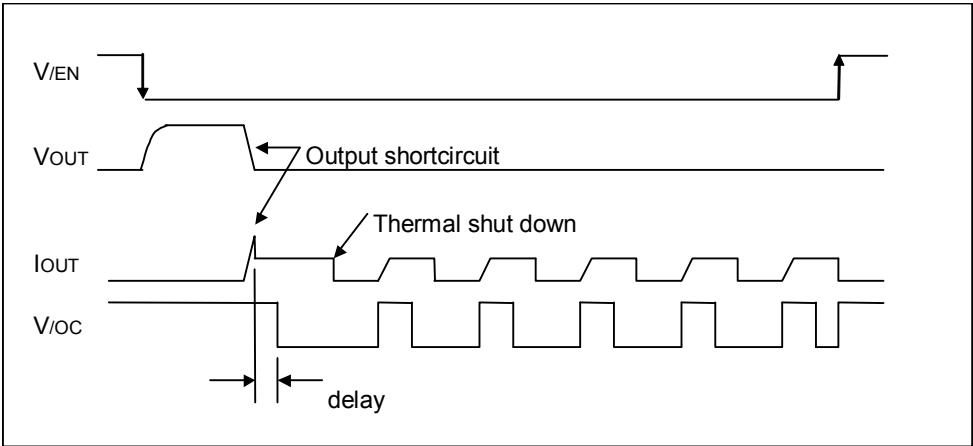 V/EN
VOUT
Output shortcircuit
Thermal shut down
IOUT
V/OC
delay